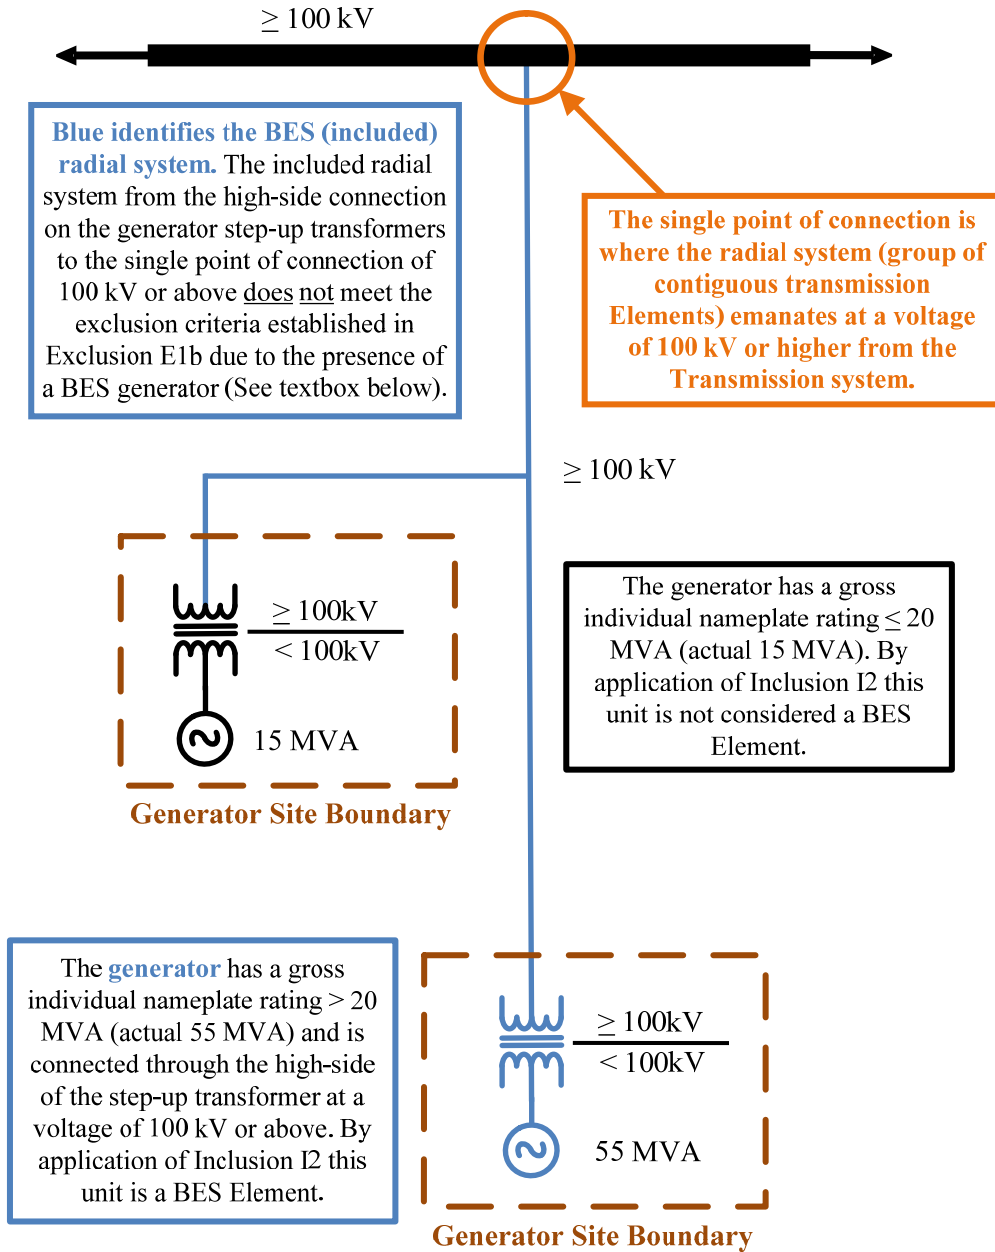 ≥ 100 kV
Blue identifies the BES (included)
radial system. The included radial
system from the high-side connection
on the generator step-up transformers
to the single point of connection of
100 kV or above does not meet the
exclusion criteria established in
Exclusion E1b due to the presence of
a BES generator (See textbox below).
The single point of connection is
where the radial system (group of
contiguous transmission
Elements) emanates at a voltage
of 100 kV or higher from the
Transmission system.
≥ 100 kV
≥ 100kV
< 100kV
15 MVA
Generator Site Boundary
The generator has a gross
individual nameplate rating ≤ 20
MVA (actual 15 MVA). By
application of Inclusion I2 this
unit is not considered a BES
Element.
The generator has a gross
individual nameplate rating > 20
MVA (actual 55 MVA) and is
connected through the high-side
of the step-up transformer at a
voltage of 100 kV or above. By
application of Inclusion I2 this
unit is a BES Element.
≥ 100kV
< 100kV
55 MVA
Generator Site Boundary